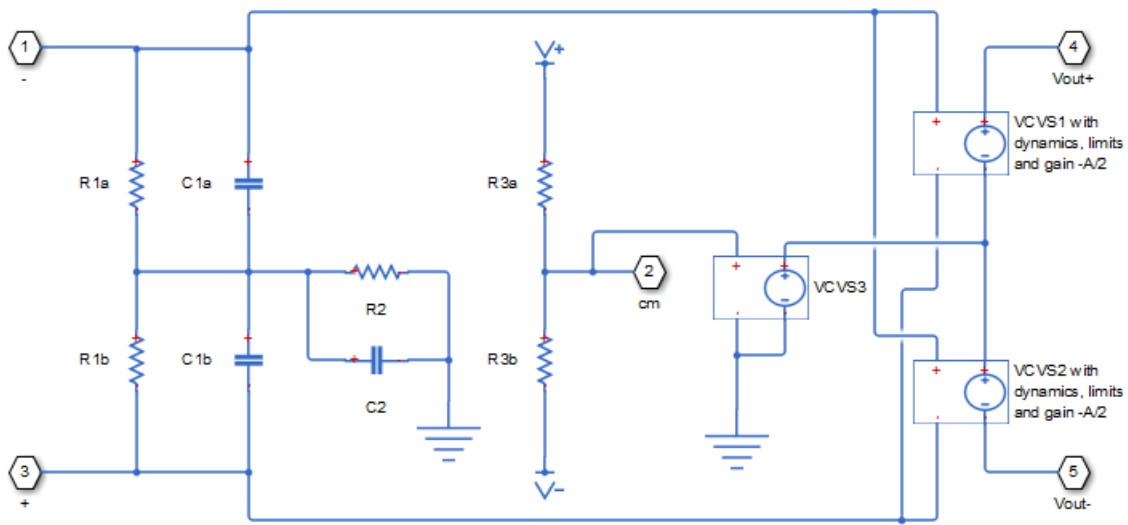 V+
1
-
4
Vout+
VCVS1 with
dynamics, limits
and gain -A/2
R1a
C1a
R3a
2
cm
VCVS3
R2
R1b
C1b
C2
R3b
VCVS2 with
dynamics, limits
and gain -A/2
3
+
V-
5
Vout-